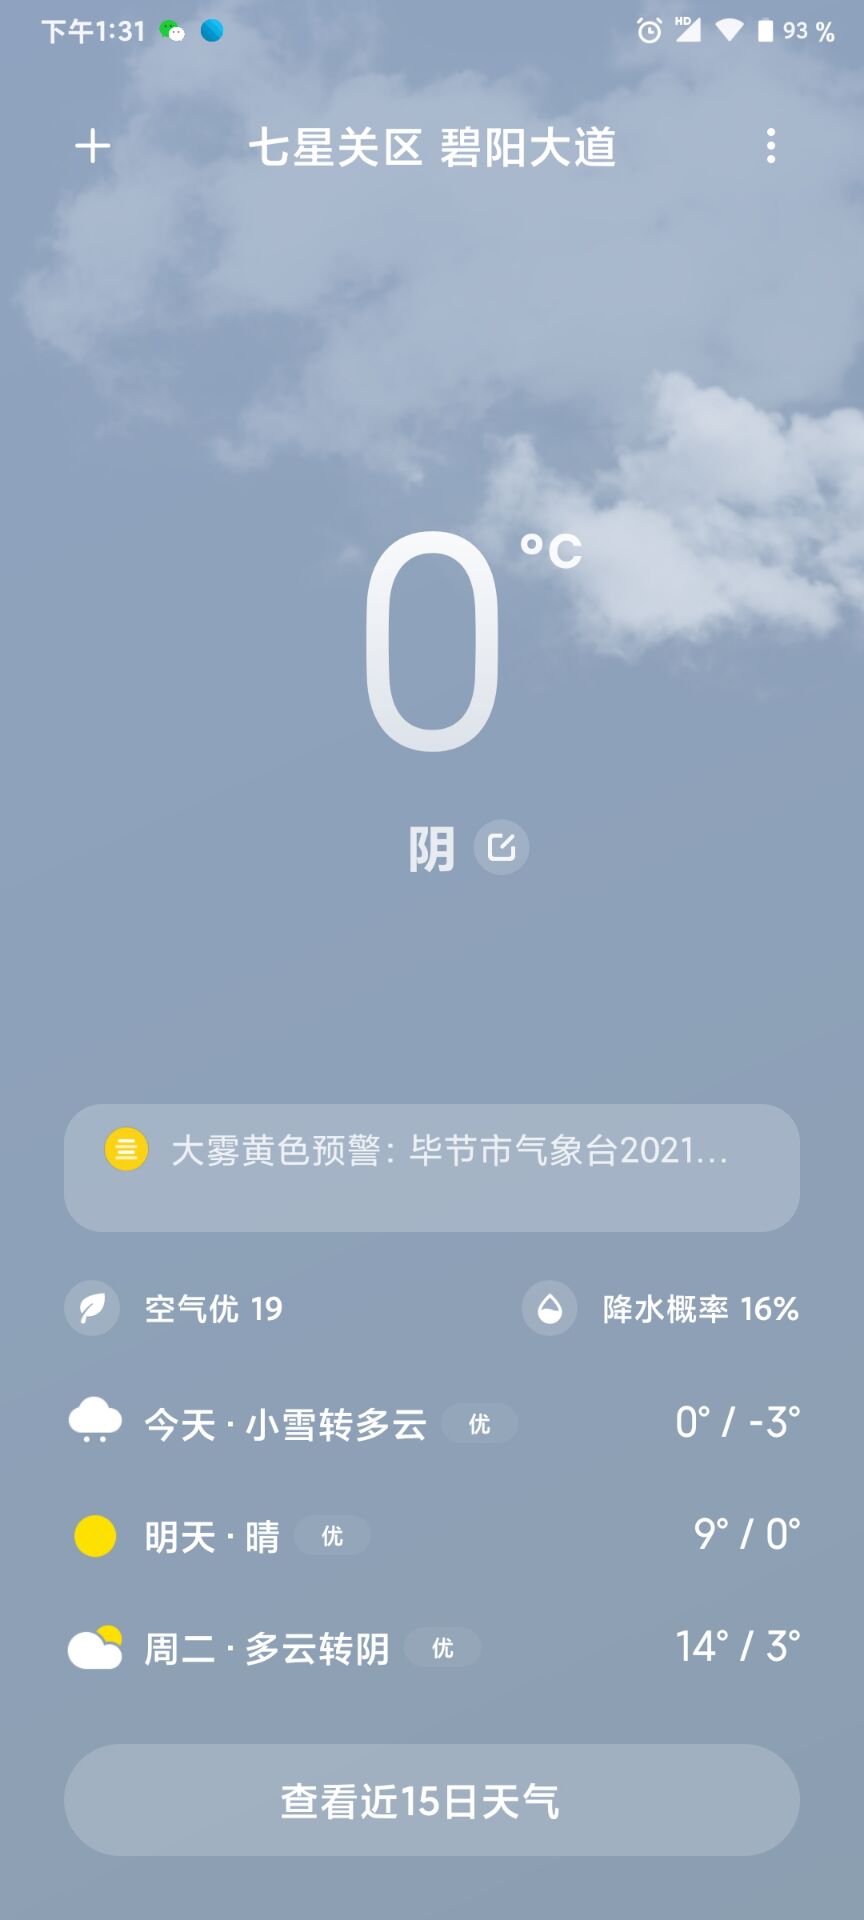 下午1:31 HD 93 %
七星关区 碧阳大道
0°C
阴
大雾黄色预警：毕节市气象台2021...
空气优 19 降水概率 16%
今天 · 小雪转多云 优 0° / -3°
明天 · 晴 优 9° / 0°
周二 · 多云转阴 优 14° / 3°
查看近15日天气